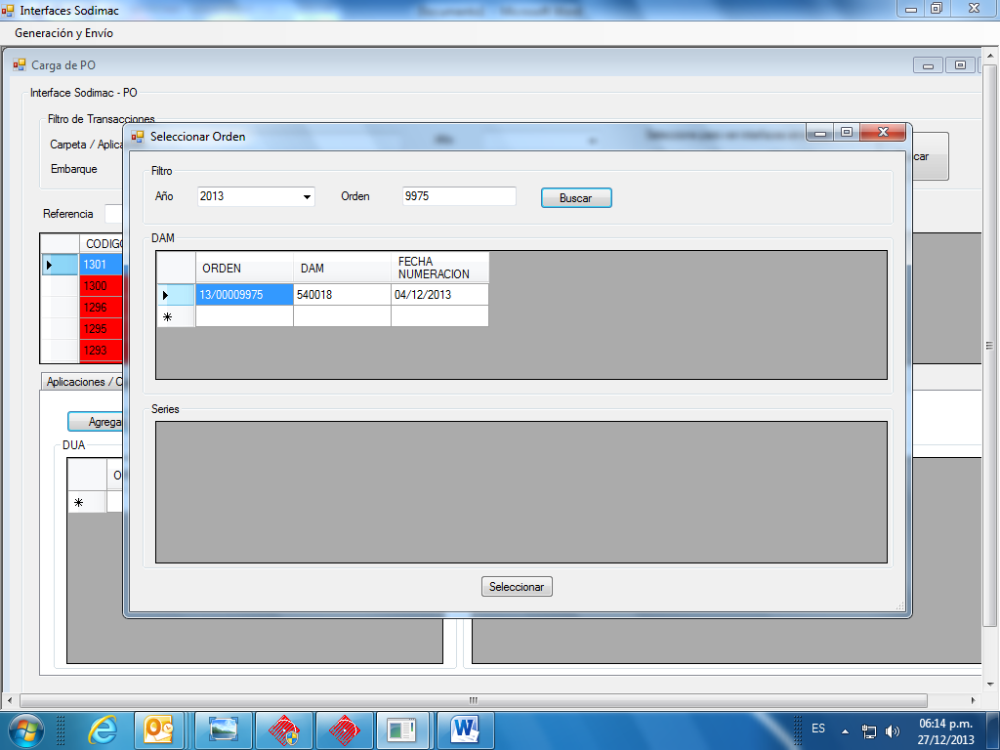 Interfaces Sodimac
Generación y Envío
Carga de PO
Interface Sodimac - PO
Filtro de Transacciones
Carpeta / Aplica
Embarque
car
Referencia
CODIGO
1301
1300
1296
1295
1293
Aplicaciones / O
Agrega
DUA
O
Seleccionar Orden
Filtro
Año
2013
Orden
9975
Buscar
DAM
ORDEN DAM FECHA
NUMERACION
13/00009975 540018 04/12/2013
Series
Seleccionar
ES
06:14 p.m.
27/12/2013